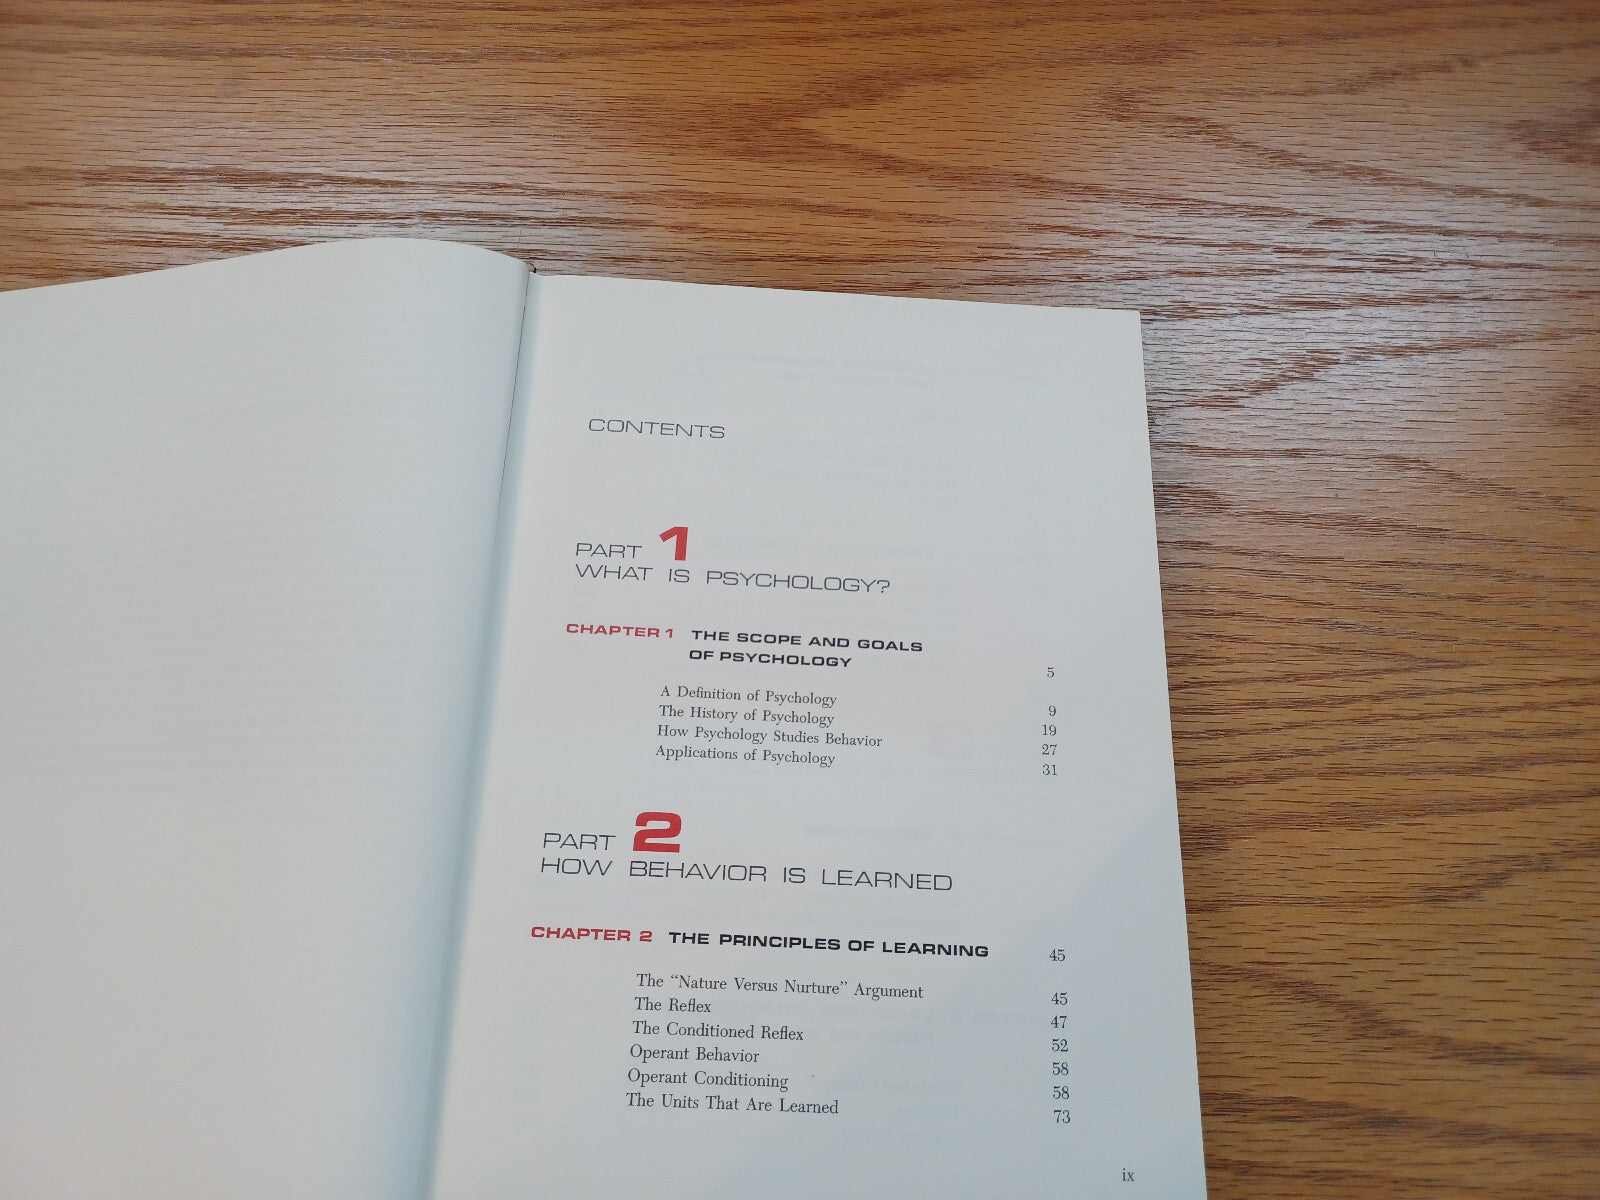 CONTENTS
PART 1
WHAT IS PSYCHOLOGY?
CHAPTER 1 THE SCOPE AND GOALS
OF PSYCHOLOGY 5
A Definition of Psychology 9
The History of Psychology 19
How Psychology Studies Behavior 27
Applications of Psychology 31
PART 2
HOW BEHAVIOR IS LEARNED
CHAPTER 2 THE PRINCIPLES OF LEARNING 45
The “Nature Versus Nurture” Argument 45
The Reflex 47
The Conditioned Reflex 52
Operant Behavior 58
Operant Conditioning 58
The Units That Are Learned 73
ix